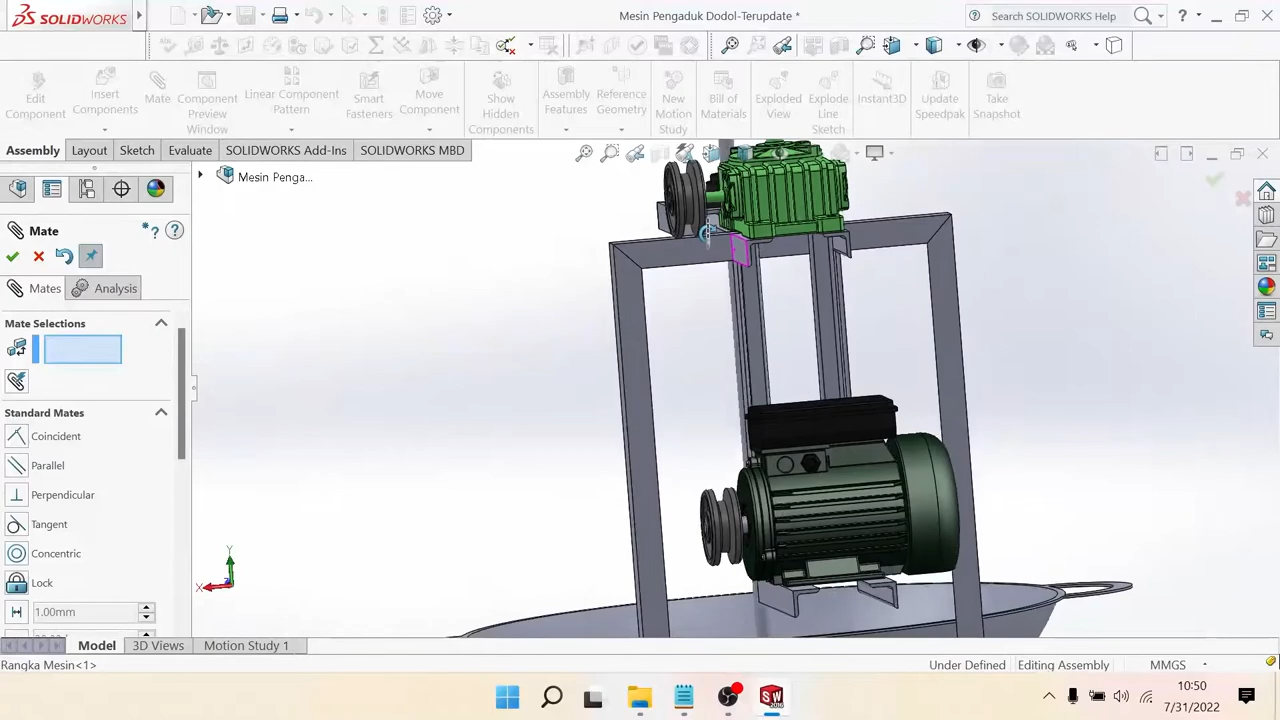 SOLIDWORKS
Mesin Pengaduk Dodol-Terupdate *
Search SOLIDWORKS Help
?
Edit Component
Insert Components
Mate
Component Preview Window
Linear Component Pattern
Smart Fasteners
Move Component
Show Hidden Components
Assembly Features
Reference Geometry
New Motion Study
Bill of Materials
Exploded View
Explode Line Sketch
Instant3D
Update Speedpak
Take Snapshot
Assembly Layout Sketch Evaluate SOLIDWORKS Add-Ins SOLIDWORKS MBD
Mesin Penga...
Mate
Mates Analysis
Mate Selections
Standard Mates
Coincident
Parallel
Perpendicular
Tangent
Concentric
Lock
1.00mm
Y
X
Model 3D Views Motion Study 1
Rangka Mesin<1> Under Defined Editing Assembly MMGS
SW
2016
10:50
7/31/2022